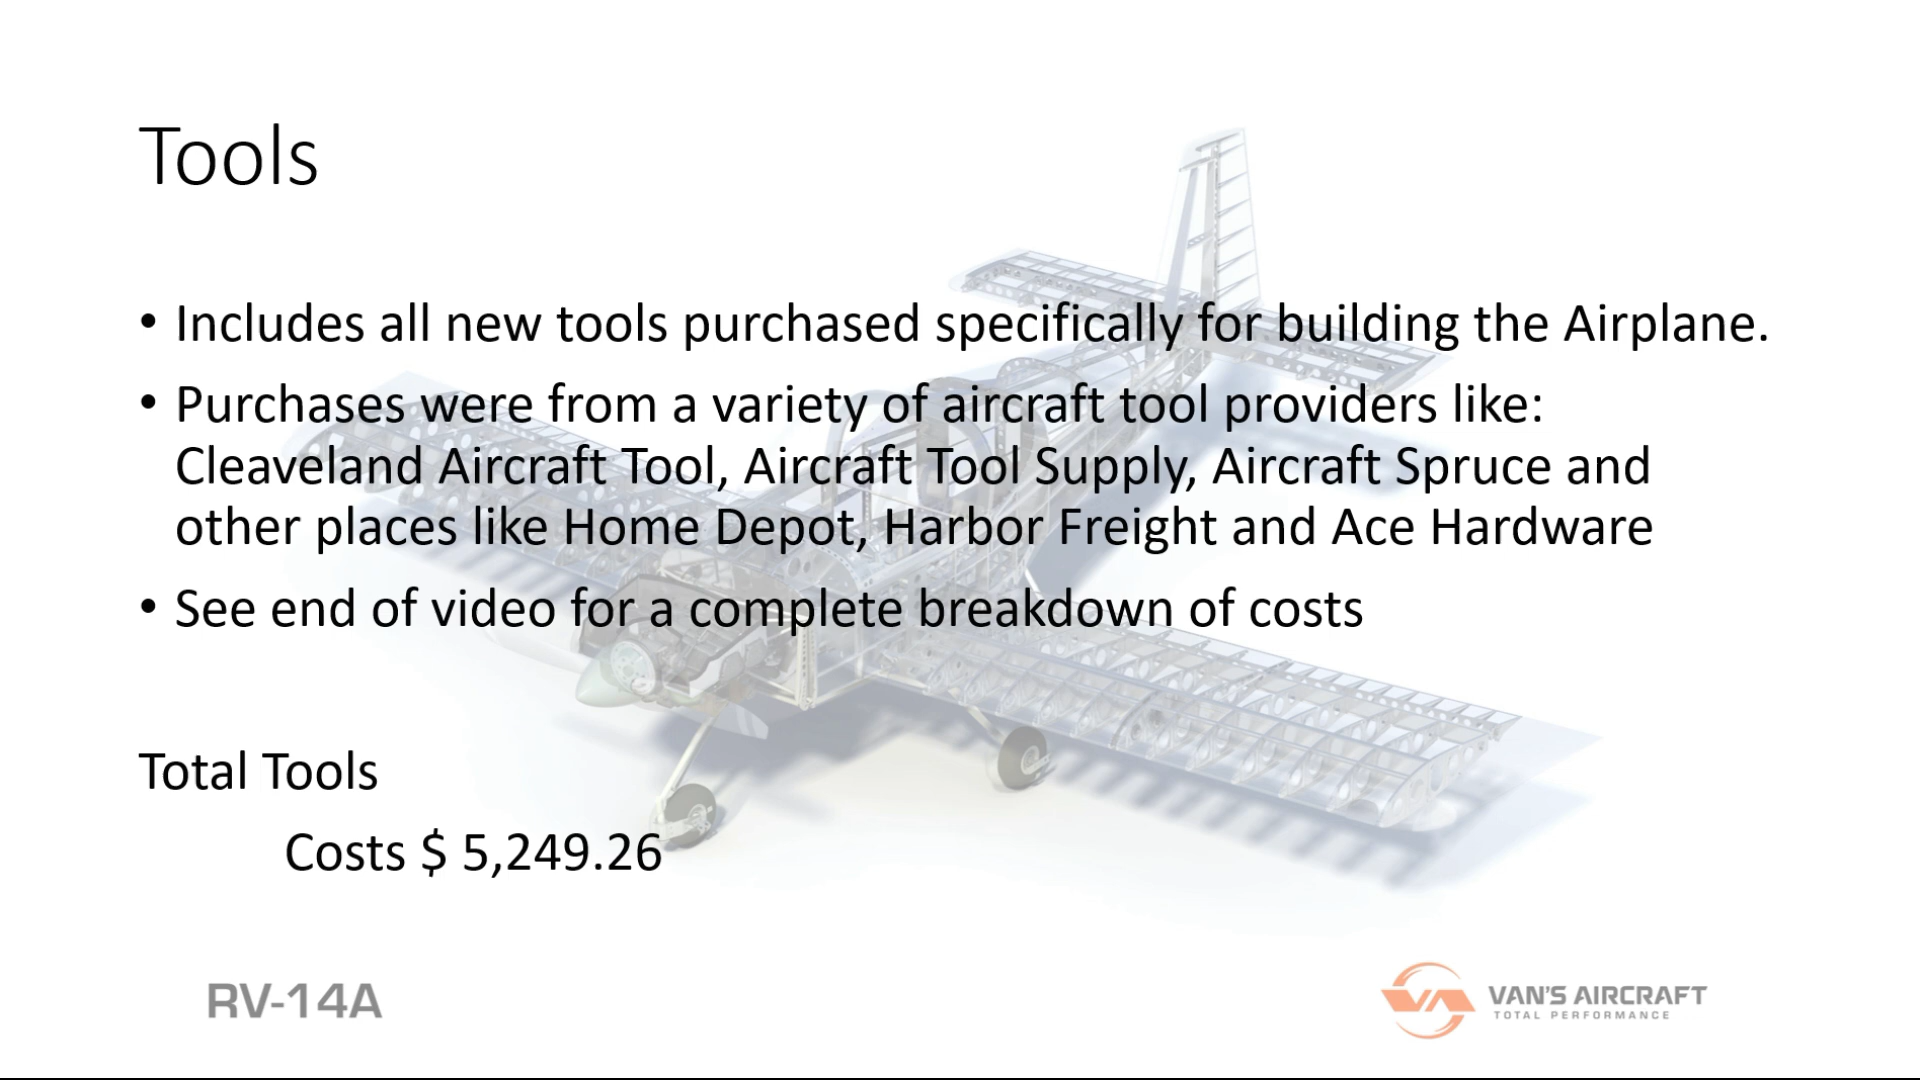 Tools
• Includes all new tools purchased specifically for building the Airplane.
• Purchases were from a variety of aircraft tool providers like:
Cleaveland Aircraft Tool, Aircraft Tool Supply, Aircraft Spruce and
other places like Home Depot, Harbor Freight and Ace Hardware
• See end of video for a complete breakdown of costs
Total Tools
Costs $ 5,249.26
RV-14A
VAN'S AIRCRAFT
TOTAL PERFORMANCE